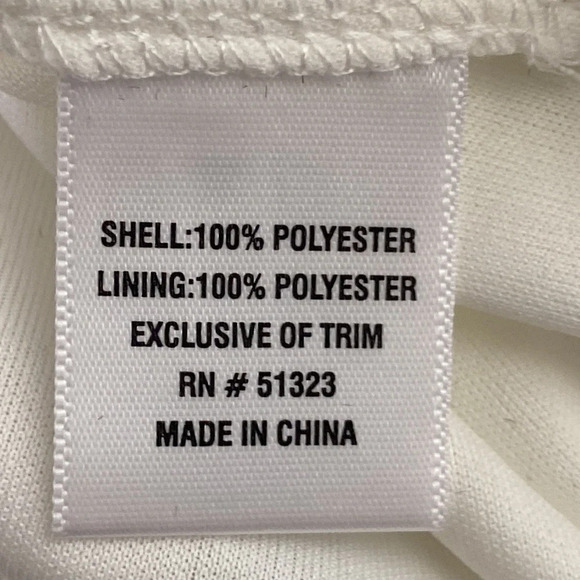 SHELL:100% POLYESTER
LINING:100% POLYESTER
EXCLUSIVE OF TRIM
RN # 51323
MADE IN CHINA